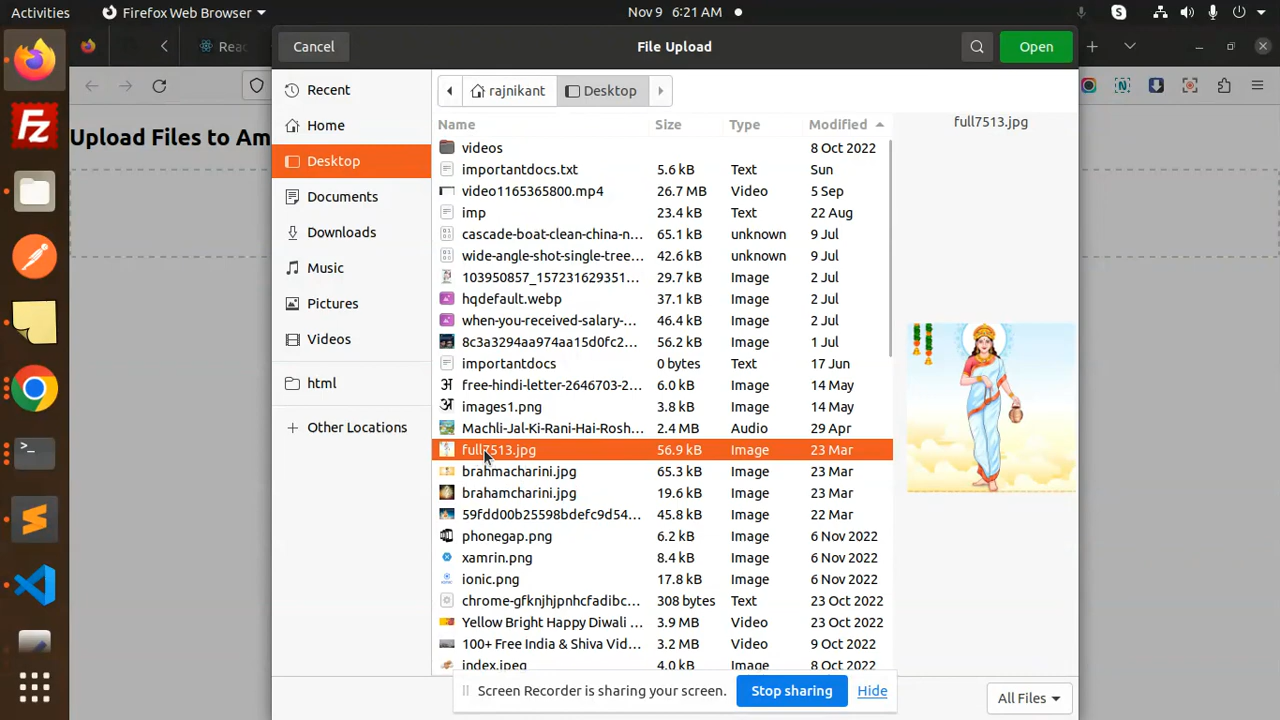 Activities Firefox Web Browser Nov 9 6:21 AM
Reac
Cancel File Upload Open
Upload Files to Am
rajnikant Desktop
Recent
Home
Desktop
Documents
Downloads
Music
Pictures
Videos
html
Other Locations
Name Size Type Modified
videos 8 Oct 2022
importantdocs.txt 5.6 kB Text Sun
video1165365800.mp4 26.7 MB Video 5 Sep
imp 23.4 kB Text 22 Aug
cascade-boat-clean-china-n... 65.1 kB unknown 9 Jul
wide-angle-shot-single-tree... 42.6 kB unknown 9 Jul
103950857_157231629351... 29.7 kB Image 2 Jul
hqdefault.webp 37.1 kB Image 2 Jul
when-you-received-salary-... 46.4 kB Image 2 Jul
8c3a3294aa974aa15d0fc2... 56.2 kB Image 1 Jul
importantdocs 0 bytes Text 17 Jun
free-hindi-letter-2646703-2... 6.0 kB Image 14 May
images1.png 3.8 kB Image 14 May
Machli-Jal-Ki-Rani-Hai-Rosh... 2.4 MB Audio 29 Apr
full7513.jpg 56.9 kB Image 23 Mar
brahmacharini.jpg 65.3 kB Image 23 Mar
brahamcharini.jpg 19.6 kB Image 23 Mar
59fdd00b25598bdefc9d54... 45.8 kB Image 22 Mar
phonegap.png 6.2 kB Image 6 Nov 2022
xamrin.png 8.4 kB Image 6 Nov 2022
ionic.png 17.8 kB Image 6 Nov 2022
chrome-gfknjhjpnhcfadibc... 308 bytes Text 23 Oct 2022
Yellow Bright Happy Diwali ... 3.9 MB Video 23 Oct 2022
100+ Free India & Shiva Vid... 3.2 MB Video 9 Oct 2022
index.jpeg 4.0 kB Image 8 Oct 2022
full7513.jpg
Screen Recorder is sharing your screen. Stop sharing Hide
All Files